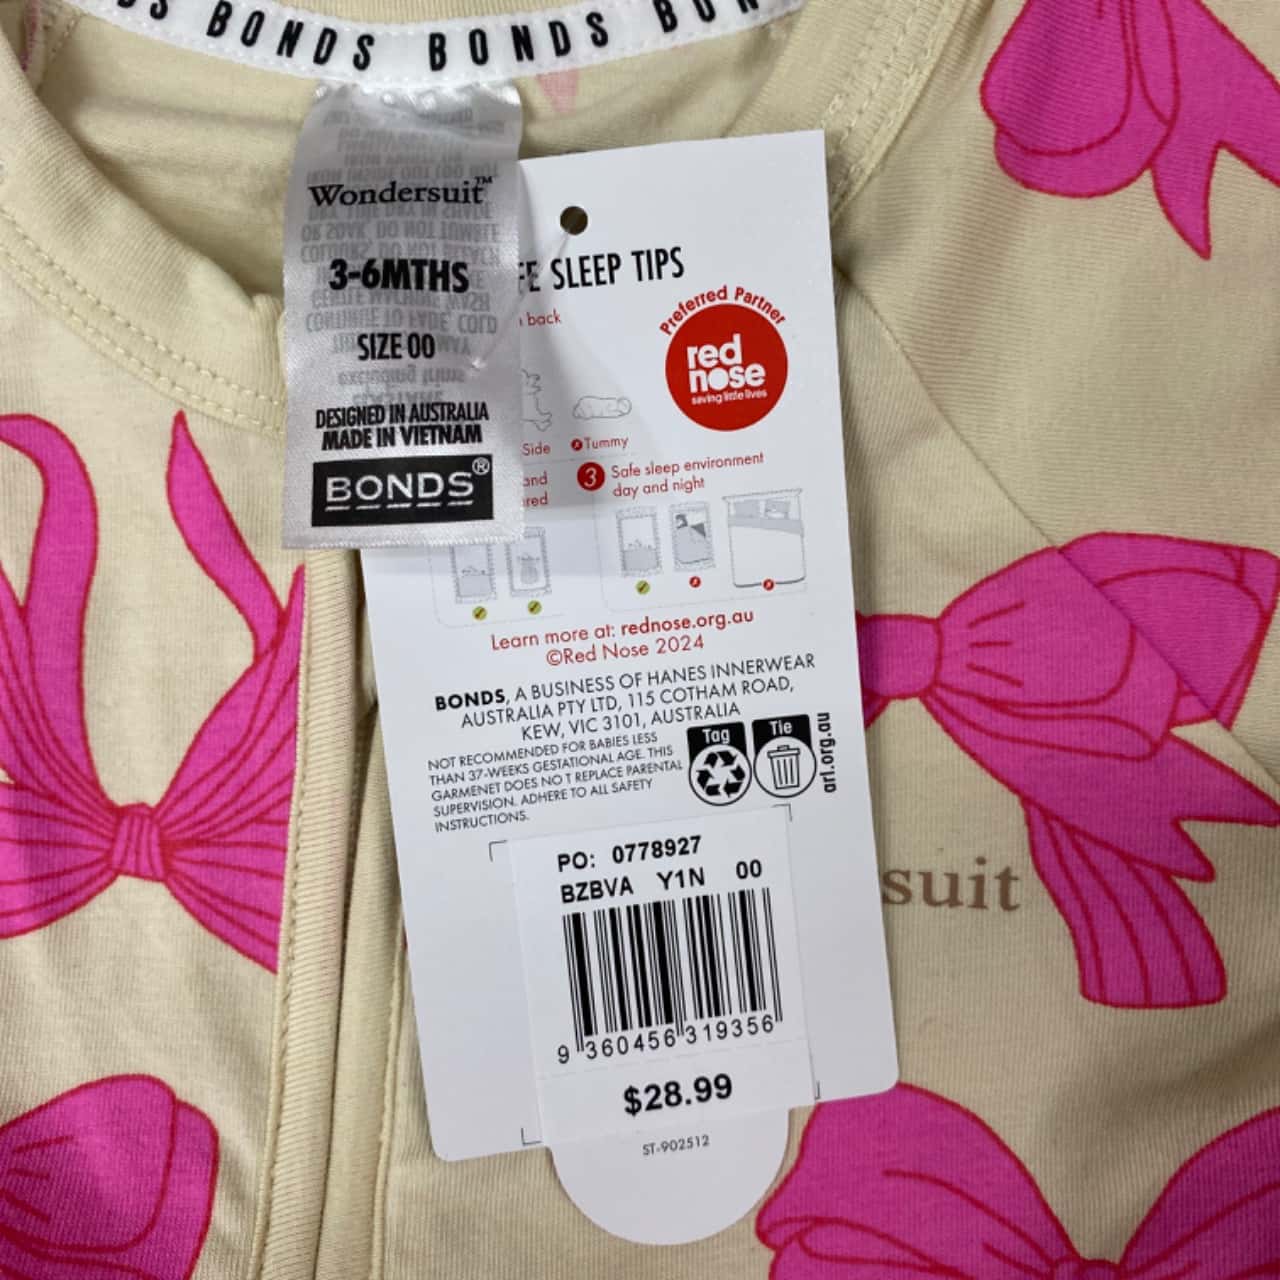 BONDS BONDS
Wondersuit™
3-6MTHS
SIZE 00
DESIGNED IN AUSTRALIA
MADE IN VIETNAM
BONDS®
SLEEP TIPS
back
Preferred Partner
red
nose
saving little lives
Side Tummy
3 Safe sleep environment
day and night
Learn more at: rednose.org.au
©Red Nose 2024
BONDS, A BUSINESS OF HANES INNERWEAR
AUSTRALIA PTY LTD, 115 COTHAM ROAD,
KEW, VIC 3101, AUSTRALIA
NOT RECOMMENDED FOR BABIES LESS
THAN 37-WEEKS GESTATIONAL AGE. THIS
GARMENET DOES NO T REPLACE PARENTAL
SUPERVISION. ADHERE TO ALL SAFETY
INSTRUCTIONS.
Tag Tie
arl.org.au
PO: 0778927
BZBVA Y1N 00
9 360456 319356
$28.99
ST-902512
suit